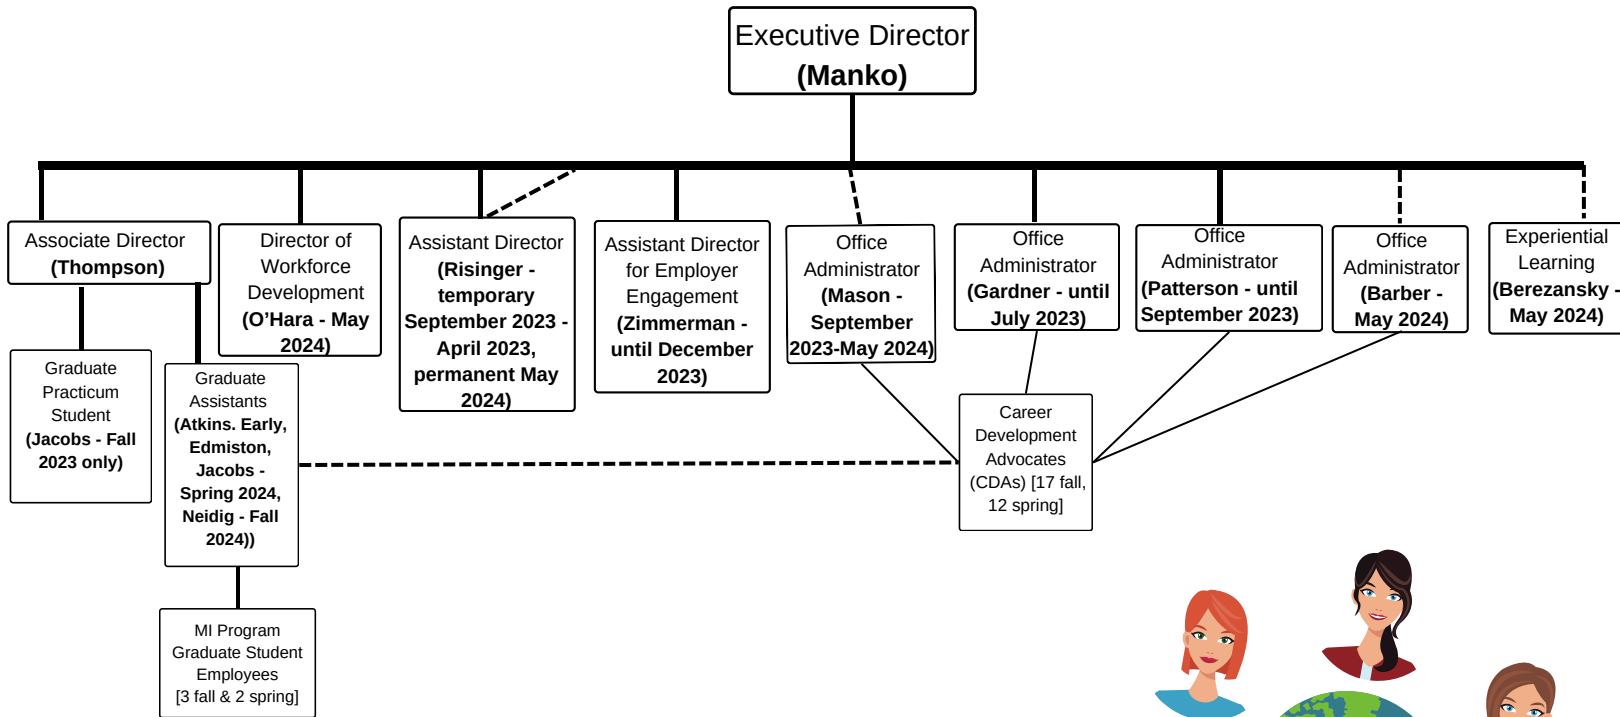 Executive Director
(Manko)
Associate Director
(Thompson)
Director of
Workforce
Development
(O’Hara - May
2024)
Assistant Director
(Risinger -
temporary
September 2023 -
April 2023,
permanent May
2024)
Assistant Director
for Employer
Engagement
(Zimmerman -
until December
2023)
Office
Administrator
(Mason -
September
2023-May 2024)
Office
Administrator
(Gardner - until
July 2023)
Office
Administrator
(Patterson - until
September 2023)
Office
Administrator
(Barber -
May 2024)
Experiential
Learning
(Berezansky -
May 2024)
Graduate
Practicum
Student
(Jacobs - Fall
2023 only)
Graduate
Assistants
(Atkins. Early,
Edmiston,
Jacobs -
Spring 2024,
Neidig - Fall
2024))
Career
Development
Advocates
(CDAs) [17 fall,
12 spring]
MI Program
Graduate Student
Employees
[3 fall & 2 spring]